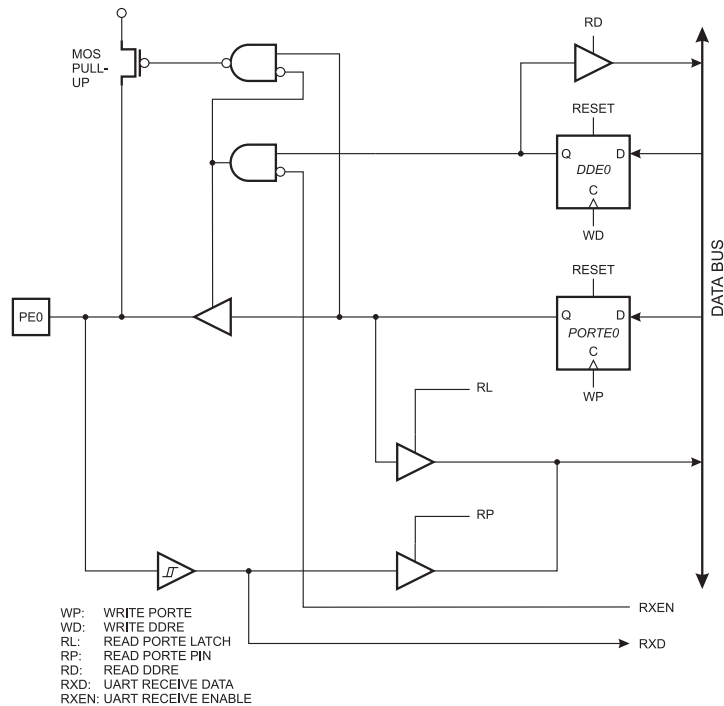 RD
MOS
PULL-
UP
RESET
Q D
DDE0
C
WD
DATA BUS
RESET
PE0
Q D
PORTE0
C
WP
RL
RP
RXEN
RXD
WP: WRITE PORTE
WD: WRITE DDRE
RL: READ PORTE LATCH
RP: READ PORTE PIN
RD: READ DDRE
RXD: UART RECEIVE DATA
RXEN: UART RECEIVE ENABLE